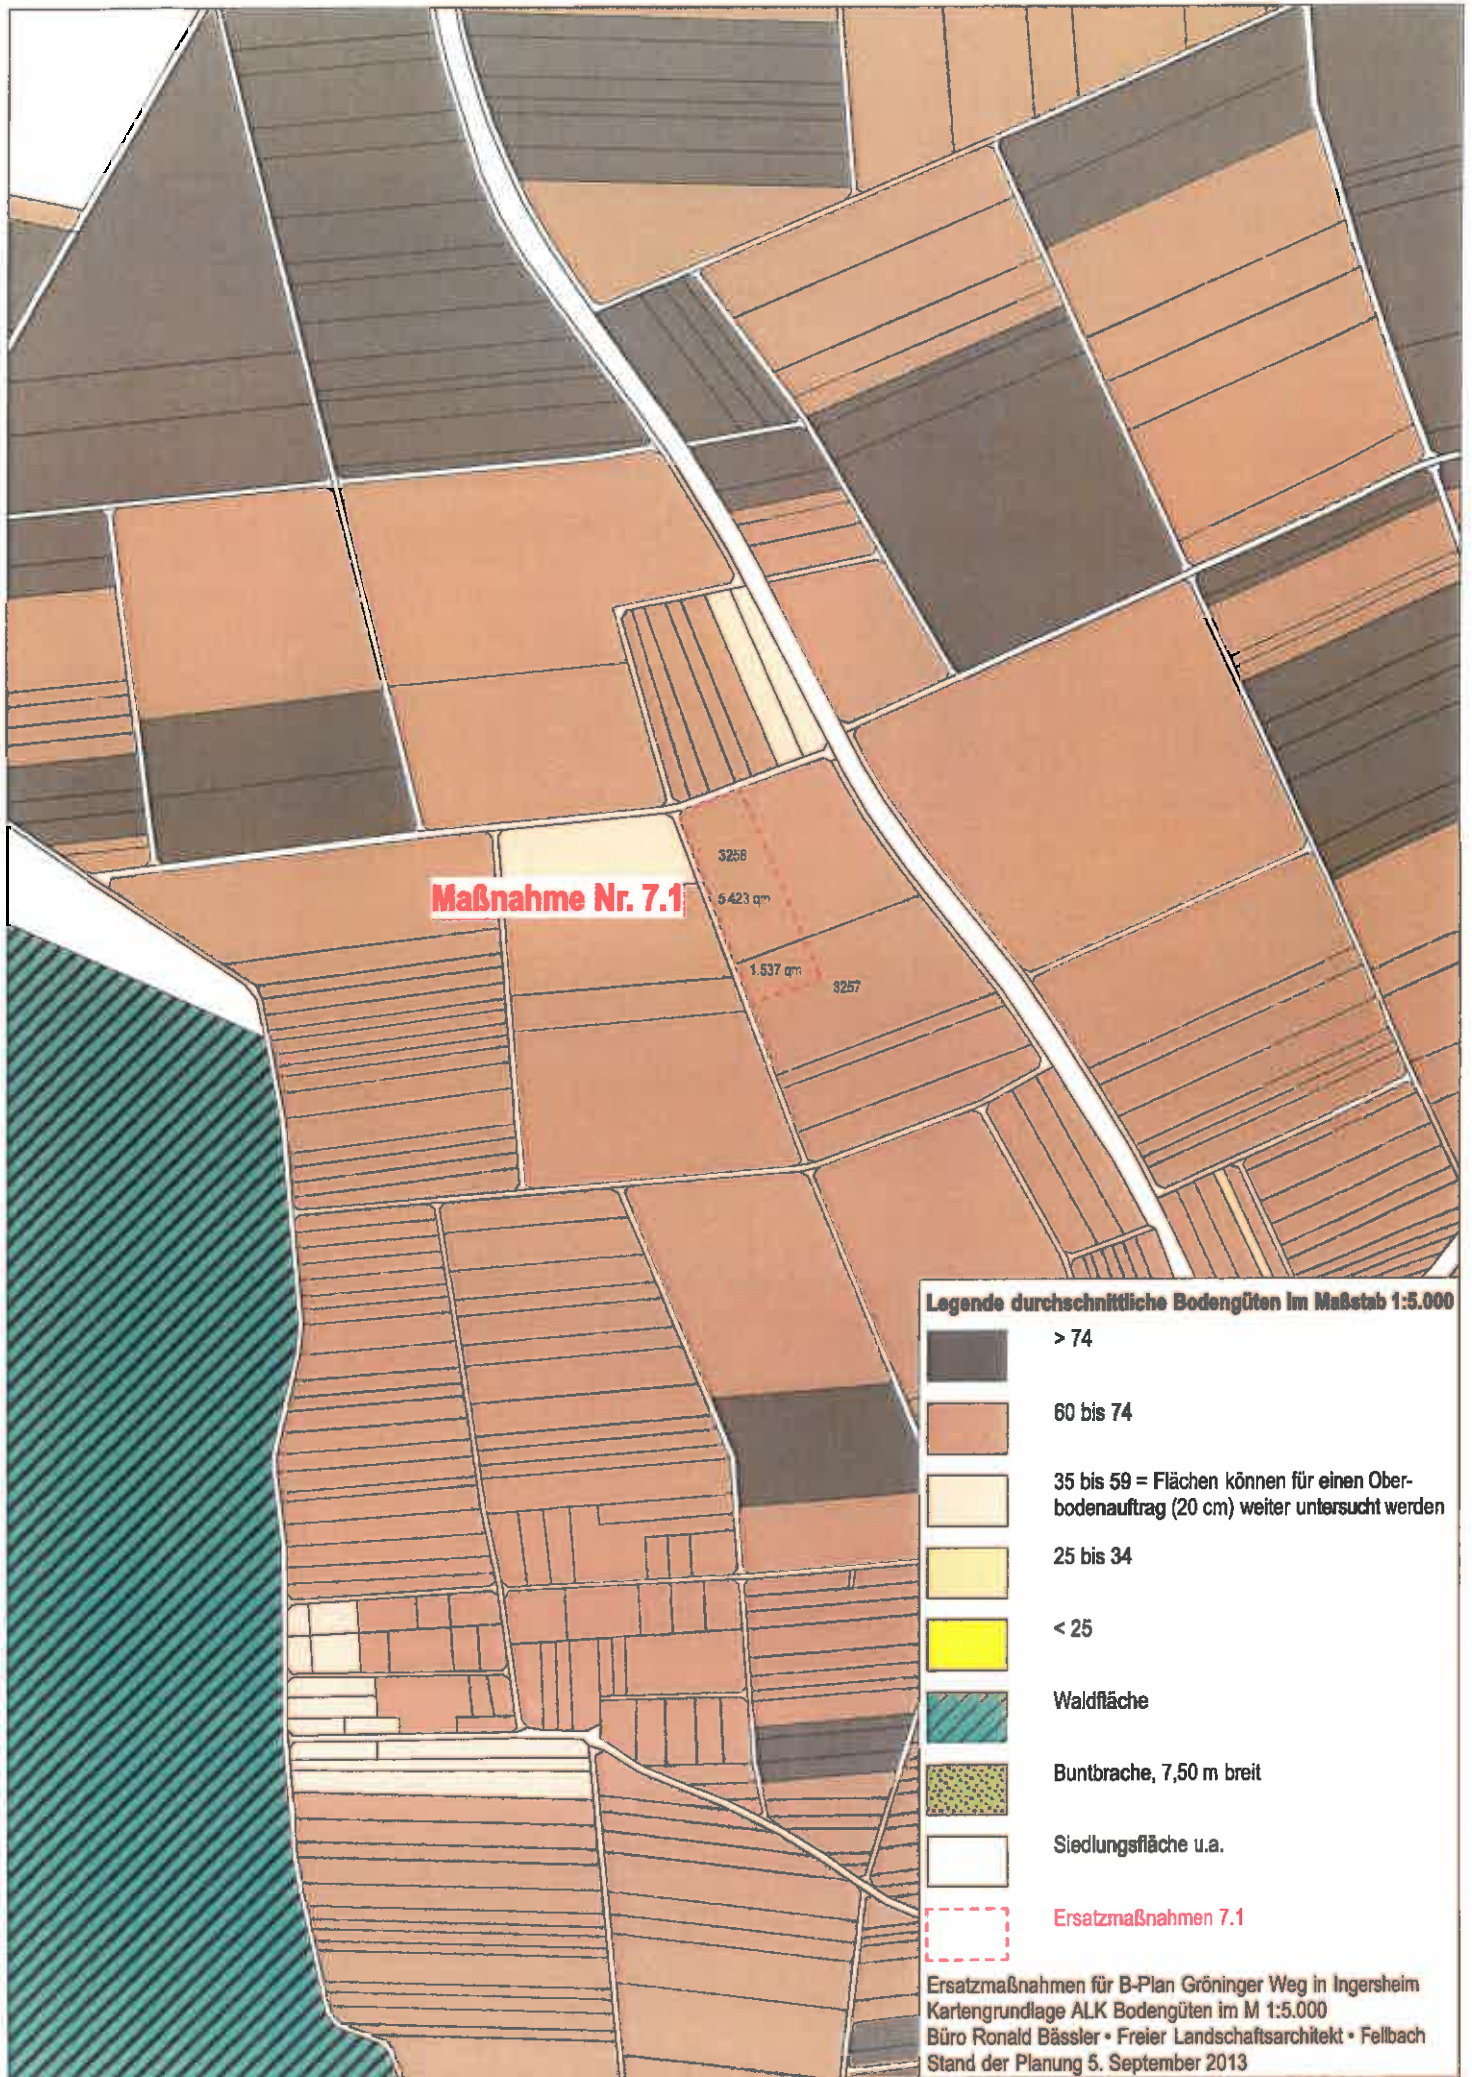 3258
Maßnahme Nr. 7.1
5.423 qm
1.537 qm
3257
Legende durchschnittliche Bodengüten im Maßstab 1:5.000
> 74
60 bis 74
35 bis 59 = Flächen können für einen Ober-
bodenauftrag (20 cm) weiter untersucht werden
25 bis 34
< 25
Waldfläche
Buntbrache, 7,50 m breit
Siedlungsfläche u.a.
Ersatzmaßnahmen 7.1
Ersatzmaßnahmen für B-Plan Gröninger Weg in Ingersheim
Kartengrundlage ALK Bodengüten im M 1:5.000
Büro Ronald Bässler • Freier Landschaftsarchitekt • Fellbach
Stand der Planung 5. September 2013